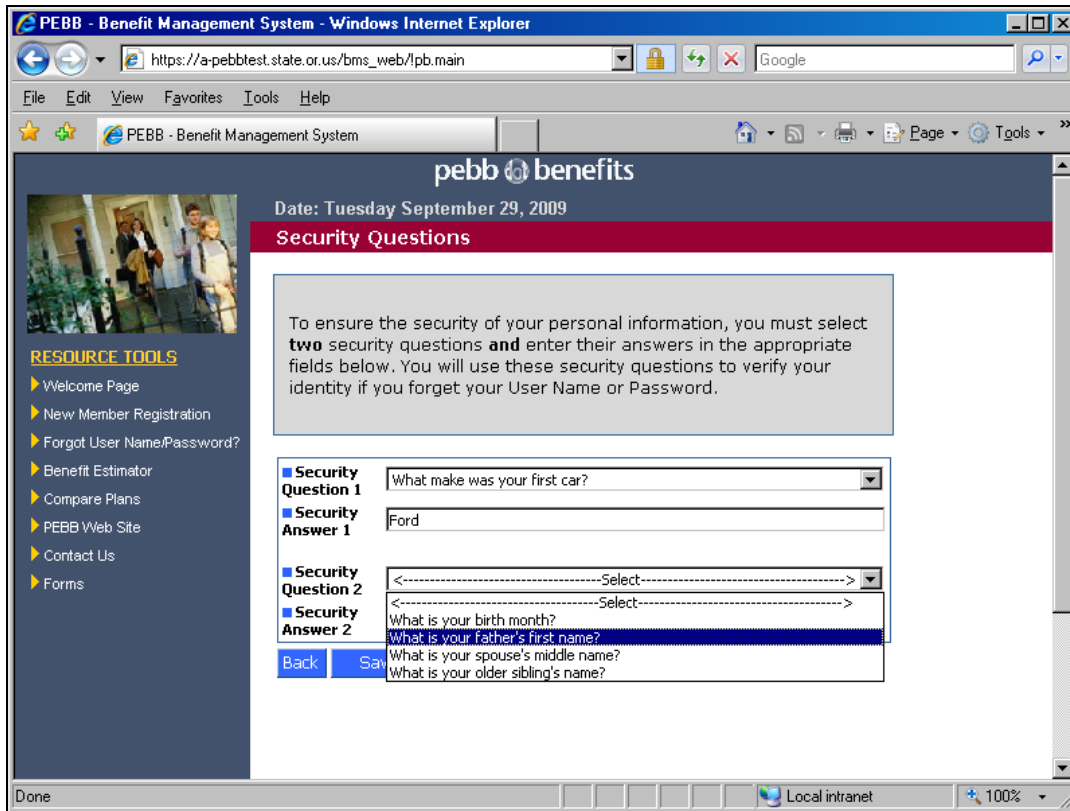 PEBB - Benefit Management System - Windows Internet Explorer
https://a-pebbtest.state.or.us/bms_web/!pb.main
Google
File Edit View Favorites Tools Help
PEBB - Benefit Management System
Page
Tools
»
pebb benefits
Date: Tuesday September 29, 2009
Security Questions
To ensure the security of your personal information, you must select
two security questions and enter their answers in the appropriate
fields below. You will use these security questions to verify your
identity if you forget your User Name or Password.
RESOURCE TOOLS
Welcome Page
New Member Registration
Forgot User Name/Password?
Benefit Estimator
Compare Plans
PEBB Web Site
Contact Us
Forms
Security
Question 1
What make was your first car?
Security
Answer 1
Ford
Security
Question 2
<------------------------------------Select------------------------------------->
Security
Answer 2
<------------------------------------Select------------------------------------->
What is your birth month?
What is your father's first name?
What is your spouse's middle name?
What is your older sibling's name?
Back
Done
Local intranet
100%